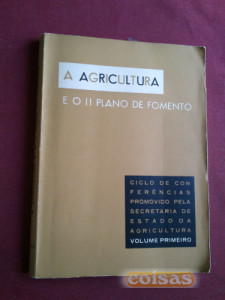 A AGRICULTURA
E O II PLANO DE FOMENTO
CICLO DE CON
FERÊNCIAS
PROMOVIDO PELA
SECRETARIA DE
ESTADO DA
AGRICULTURA
VOLUME PRIMEIRO
coisas